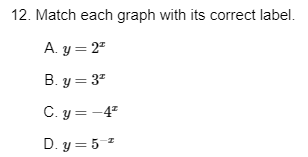 12. Match each graph with its correct label.
A. $y = 2^x$
B. $y = 3^x$
C. $y = -4^x$
D. $y = 5^{-x}$